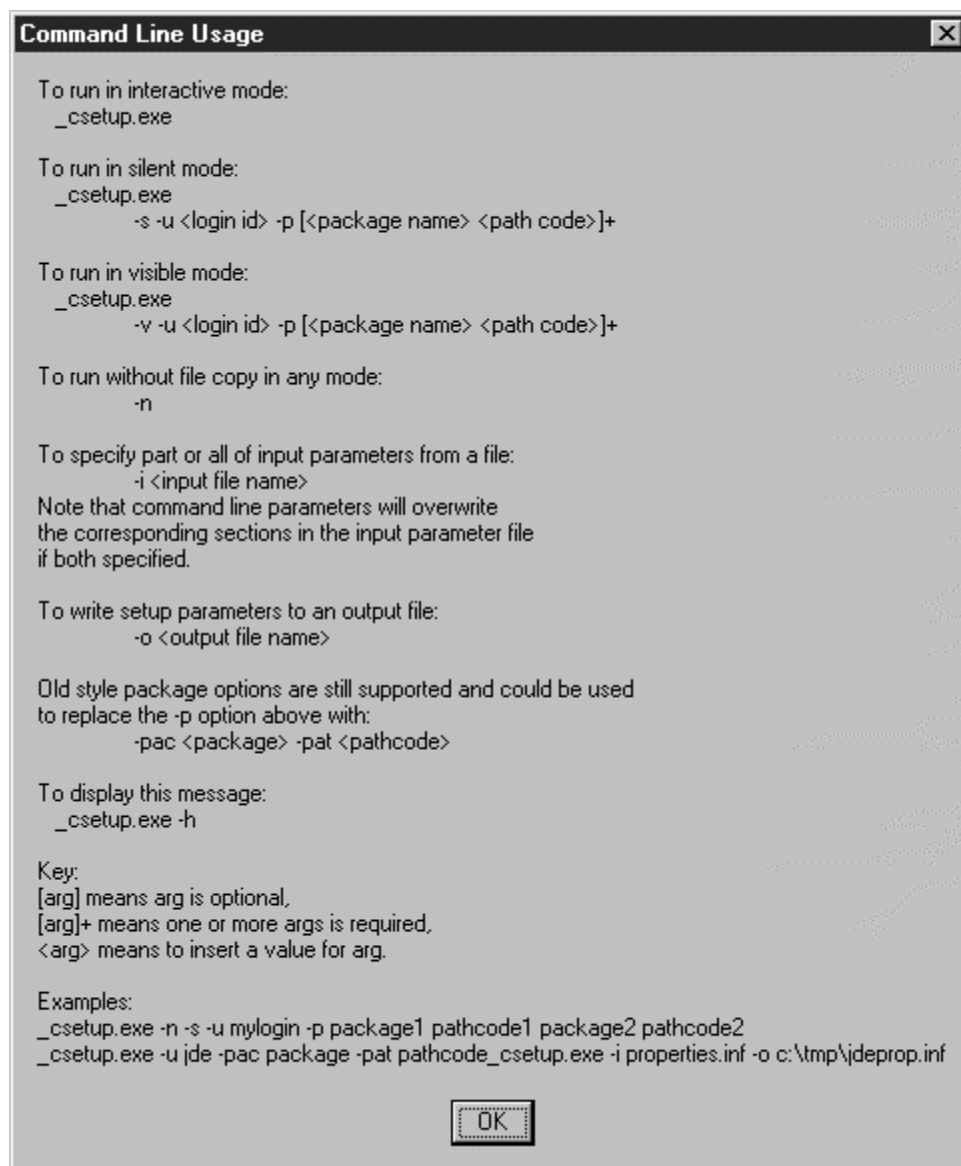 Command Line Usage
To run in interactive mode:
_csetup.exe
To run in silent mode:
_csetup.exe
-s -u <login id> -p [<package name> <path code>]+
To run in visible mode:
_csetup.exe
-v -u <login id> -p [<package name> <path code>]+
To run without file copy in any mode:
-n
To specify part or all of input parameters from a file:
-i <input file name>
Note that command line parameters will overwrite
the corresponding sections in the input parameter file
if both specified.
To write setup parameters to an output file:
-o <output file name>
Old style package options are still supported and could be used
to replace the -p option above with:
-pac <package> -pat <pathcode>
To display this message:
_csetup.exe -h
Key:
[arg] means arg is optional,
[arg]+ means one or more args is required,
<arg> means to insert a value for arg.
Examples:
_csetup.exe -n -s -u mylogin -p package1 pathcode1 package2 pathcode2
_csetup.exe -u jde -pac package -pat pathcode_csetup.exe -i properties.inf -o c:\tmp\jdeprop.inf
OK